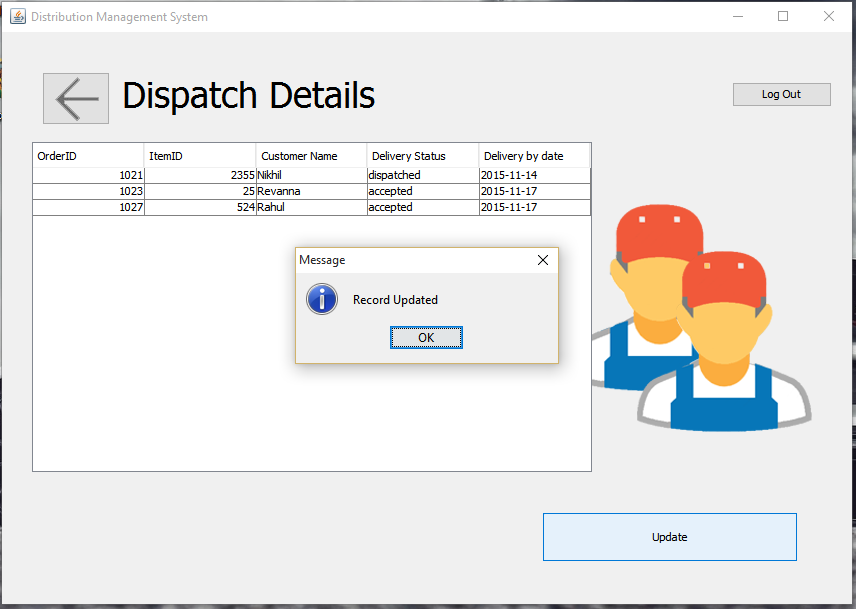 Distribution Management System
Dispatch Details
Log Out
OrderID ItemID Customer Name Delivery Status Delivery by date
1021 2355 Nikhil dispatched 2015-11-14
1023 25 Revanna accepted 2015-11-17
1027 524 Rahul accepted 2015-11-17
Message
Record Updated
OK
Update